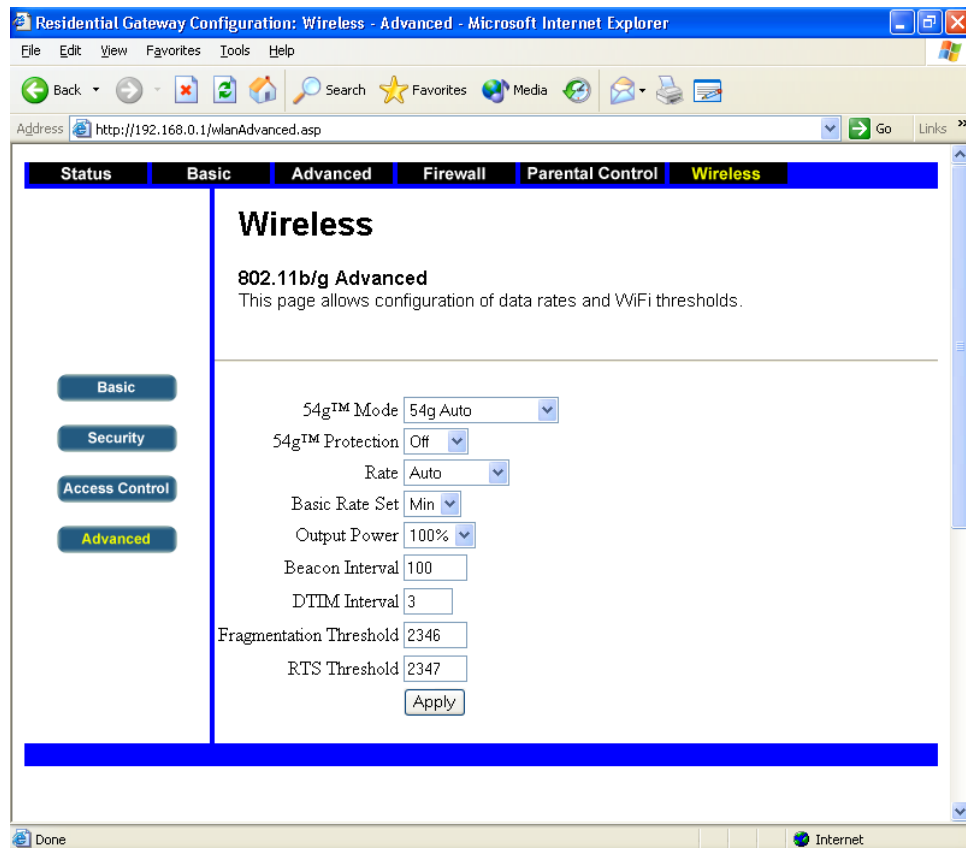 Residential Gateway Configuration: Wireless - Advanced - Microsoft Internet Explorer
File Edit View Favorites Tools Help
Back Search Favorites Media
Address http://192.168.0.1/wlanAdvanced.asp Go Links »
Status Basic Advanced Firewall Parental Control Wireless
Wireless
802.11b/g Advanced
This page allows configuration of data rates and WiFi thresholds.
Basic
Security
Access Control
Advanced
54g™ Mode 54g Auto
54g™ Protection Off
Rate Auto
Basic Rate Set Min
Output Power 100%
Beacon Interval 100
DTIM Interval 3
Fragmentation Threshold 2346
RTS Threshold 2347
Apply
Done Internet